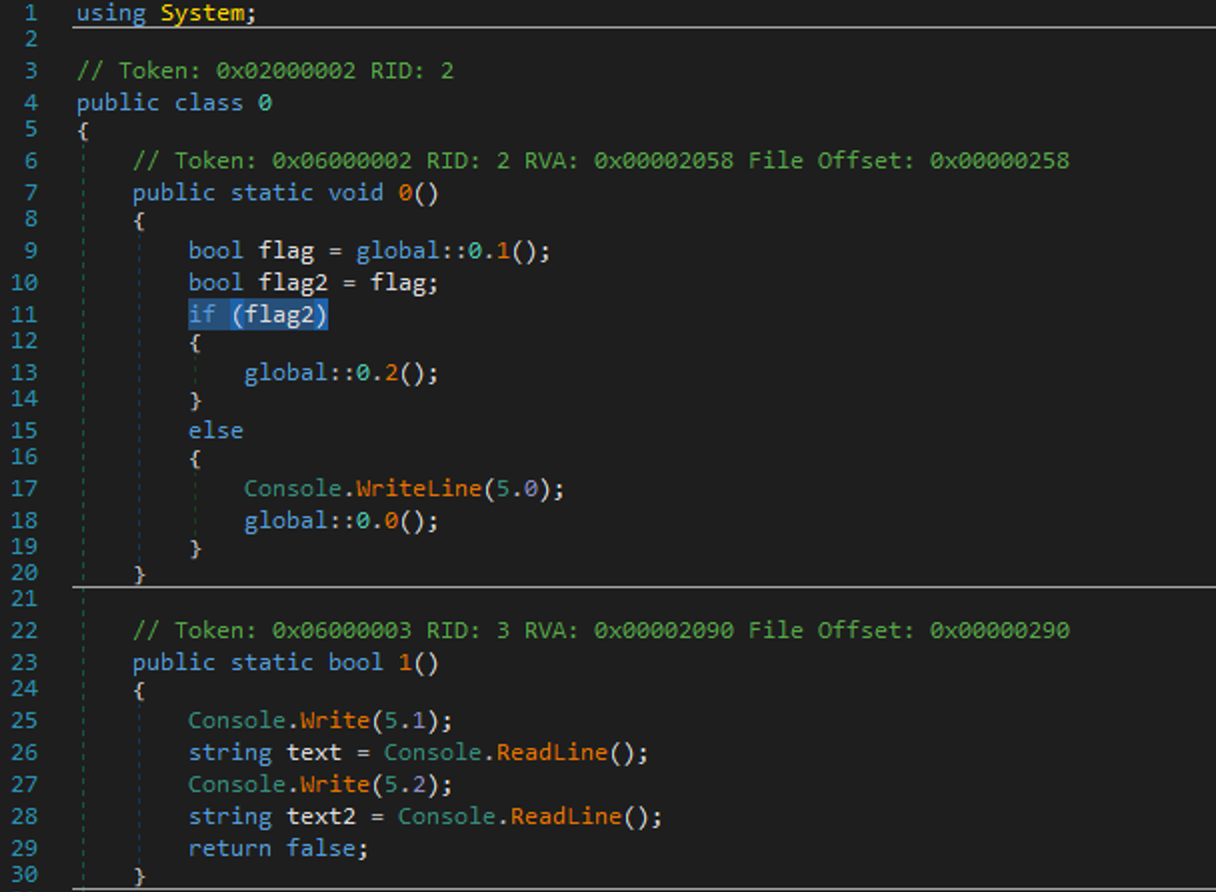 1 using System;
2
3 // Token: 0x02000002 RID: 2
4 public class 0
5 {
6 // Token: 0x06000002 RID: 2 RVA: 0x00002058 File Offset: 0x00000258
7 public static void 0()
8 {
9 bool flag = global::0.1();
10 bool flag2 = flag;
11 if (flag2)
12 {
13 global::0.2();
14 }
15 else
16 {
17 Console.WriteLine(5.0);
18 global::0.0();
19 }
20 }
21
22 // Token: 0x06000003 RID: 3 RVA: 0x00002090 File Offset: 0x00000290
23 public static bool 1()
24 {
25 Console.Write(5.1);
26 string text = Console.ReadLine();
27 Console.Write(5.2);
28 string text2 = Console.ReadLine();
29 return false;
30 }